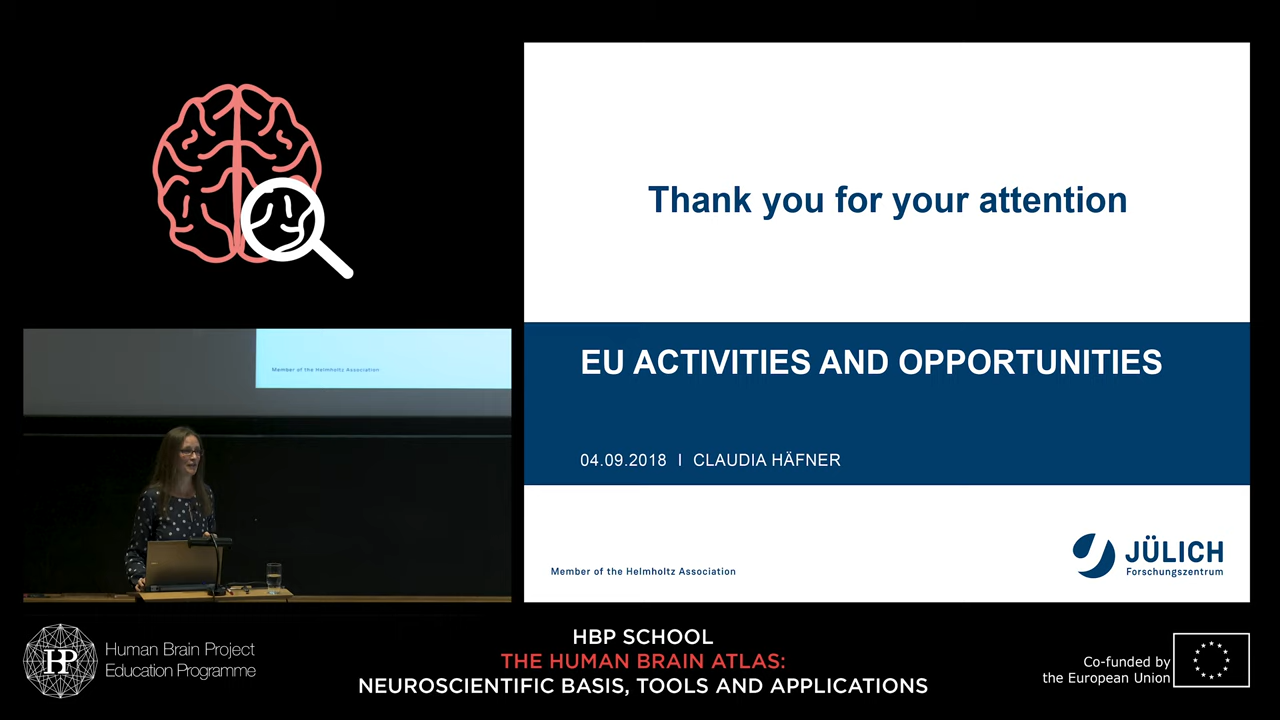 Thank you for your attention
EU ACTIVITIES AND OPPORTUNITIES
04.09.2018 I CLAUDIA HÄFNER
Member of the Helmholtz Association
JÜLICH
Forschungszentrum
Member of the Helmholtz Association
HP
Human Brain Project
Education Programme
HBP SCHOOL
THE HUMAN BRAIN ATLAS:
NEUROSCIENTIFIC BASIS, TOOLS AND APPLICATIONS
Co-funded by
the European Union